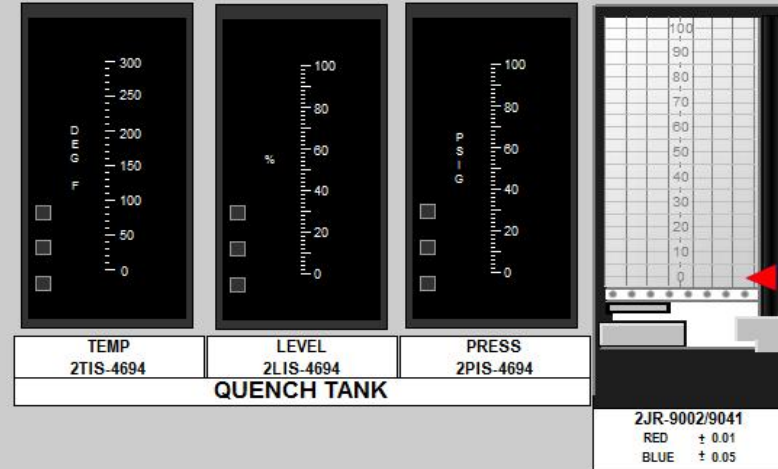 DEG F
300
250
200
150
100
50
0
%
100
80
60
40
20
0
PSIG
100
80
60
40
20
0
100
90
80
70
60
50
40
30
20
10
0
TEMP
2TIS-4694
LEVEL
2LIS-4694
PRESS
2PIS-4694
QUENCH TANK
2JR-9002/9041
RED ± 0.01
BLUE ± 0.05